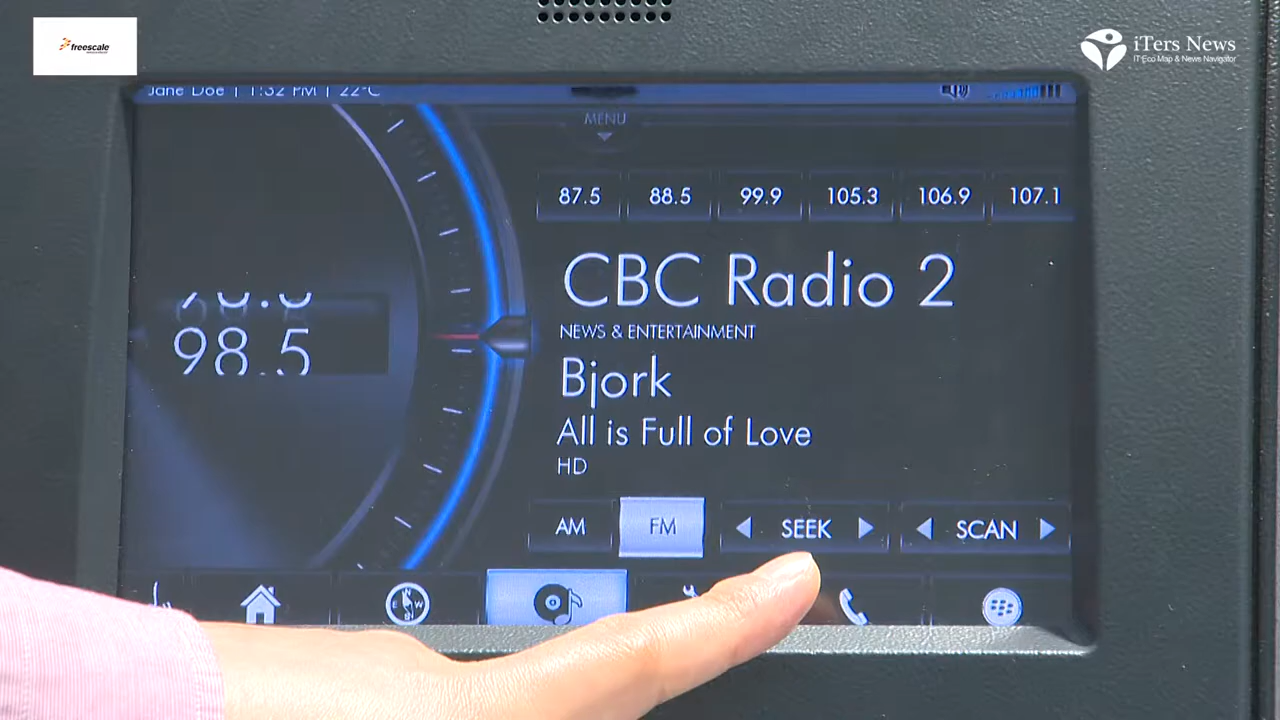 freescale
iTers News
IT Eco Map & News Navigator
Jane Doe | 1:32 PM | 22°C
MENU
87.5 88.5 99.9 105.3 106.9 107.1
CBC Radio 2
NEWS & ENTERTAINMENT
98.5
Bjork
All is Full of Love
HD
AM FM SEEK SCAN
E W